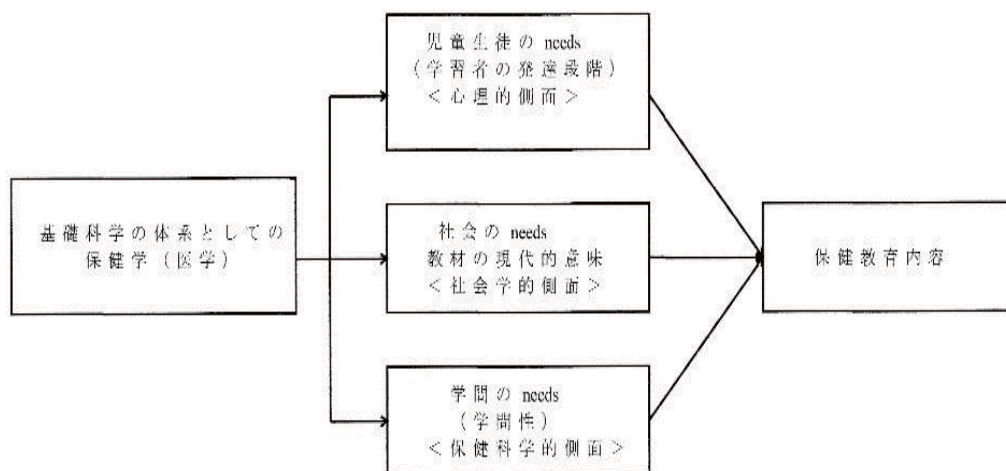 児童生徒の needs
(学習者の発達段階)
＜心理的側面＞
基礎科学の体系としての
保健学(医学)
社会の needs
教材の現代的意味
＜社会学的側面＞
保健教育内容
学問の needs
(学問性)
＜保健科学的側面＞